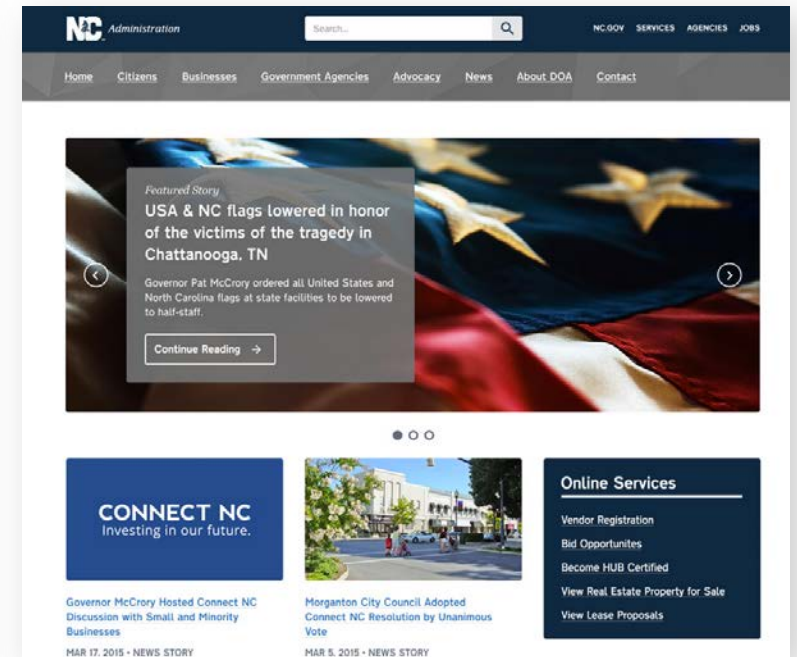 NC Administration
Search...
NC.GOV SERVICES AGENCIES JOBS
Home Citizens Businesses Government Agencies Advocacy News About DOA Contact
Featured Story
USA & NC flags lowered in honor
of the victims of the tragedy in
Chattanooga, TN
Governor Pat McCrory ordered all United States and
North Carolina flags at state facilities to be lowered
to half-staff.
Continue Reading →
CONNECT NC
Investing in our future.
Governor McCrory Hosted Connect NC
Discussion with Small and Minority
Businesses
MAR 17, 2015 • NEWS STORY
Morganton City Council Adopted
Connect NC Resolution by Unanimous
Vote
MAR 5, 2015 • NEWS STORY
Online Services
Vendor Registration
Bid Opportunites
Become HUB Certified
View Real Estate Property for Sale
View Lease Proposals